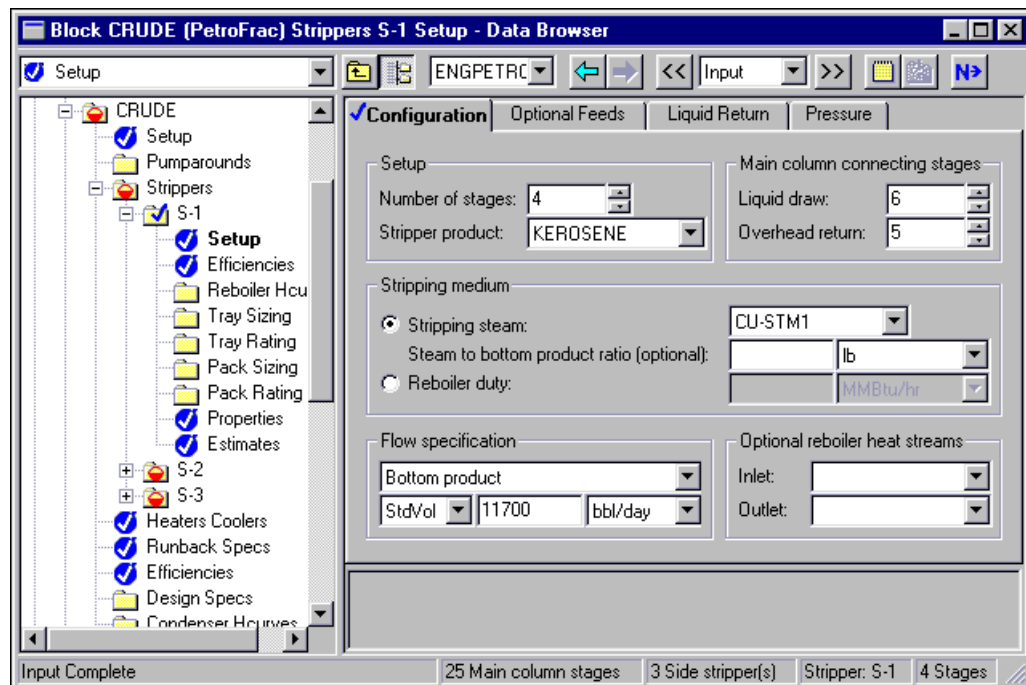 Block CRUDE (PetroFrac) Strippers S-1 Setup - Data Browser
Setup ENGPETRO << Input >> N
CRUDE
Setup
Pumparounds
Strippers
S-1
Setup
Efficiencies
Reboiler Hcu
Tray Sizing
Tray Rating
Pack Sizing
Pack Rating
Properties
Estimates
S-2
S-3
Heaters Coolers
Runback Specs
Efficiencies
Design Specs
Condenser Hcurves
Configuration Optional Feeds Liquid Return Pressure
Setup
Number of stages: 4
Stripper product: KEROSENE
Main column connecting stages
Liquid draw: 6
Overhead return: 5
Stripping medium
Stripping steam: CU-STM1
Steam to bottom product ratio (optional): lb
Reboiler duty: MMBtu/hr
Flow specification
Bottom product
StdVol 11700 bbl/day
Optional reboiler heat streams
Inlet:
Outlet:
Input Complete 25 Main column stages 3 Side stripper(s) Stripper: S-1 4 Stages